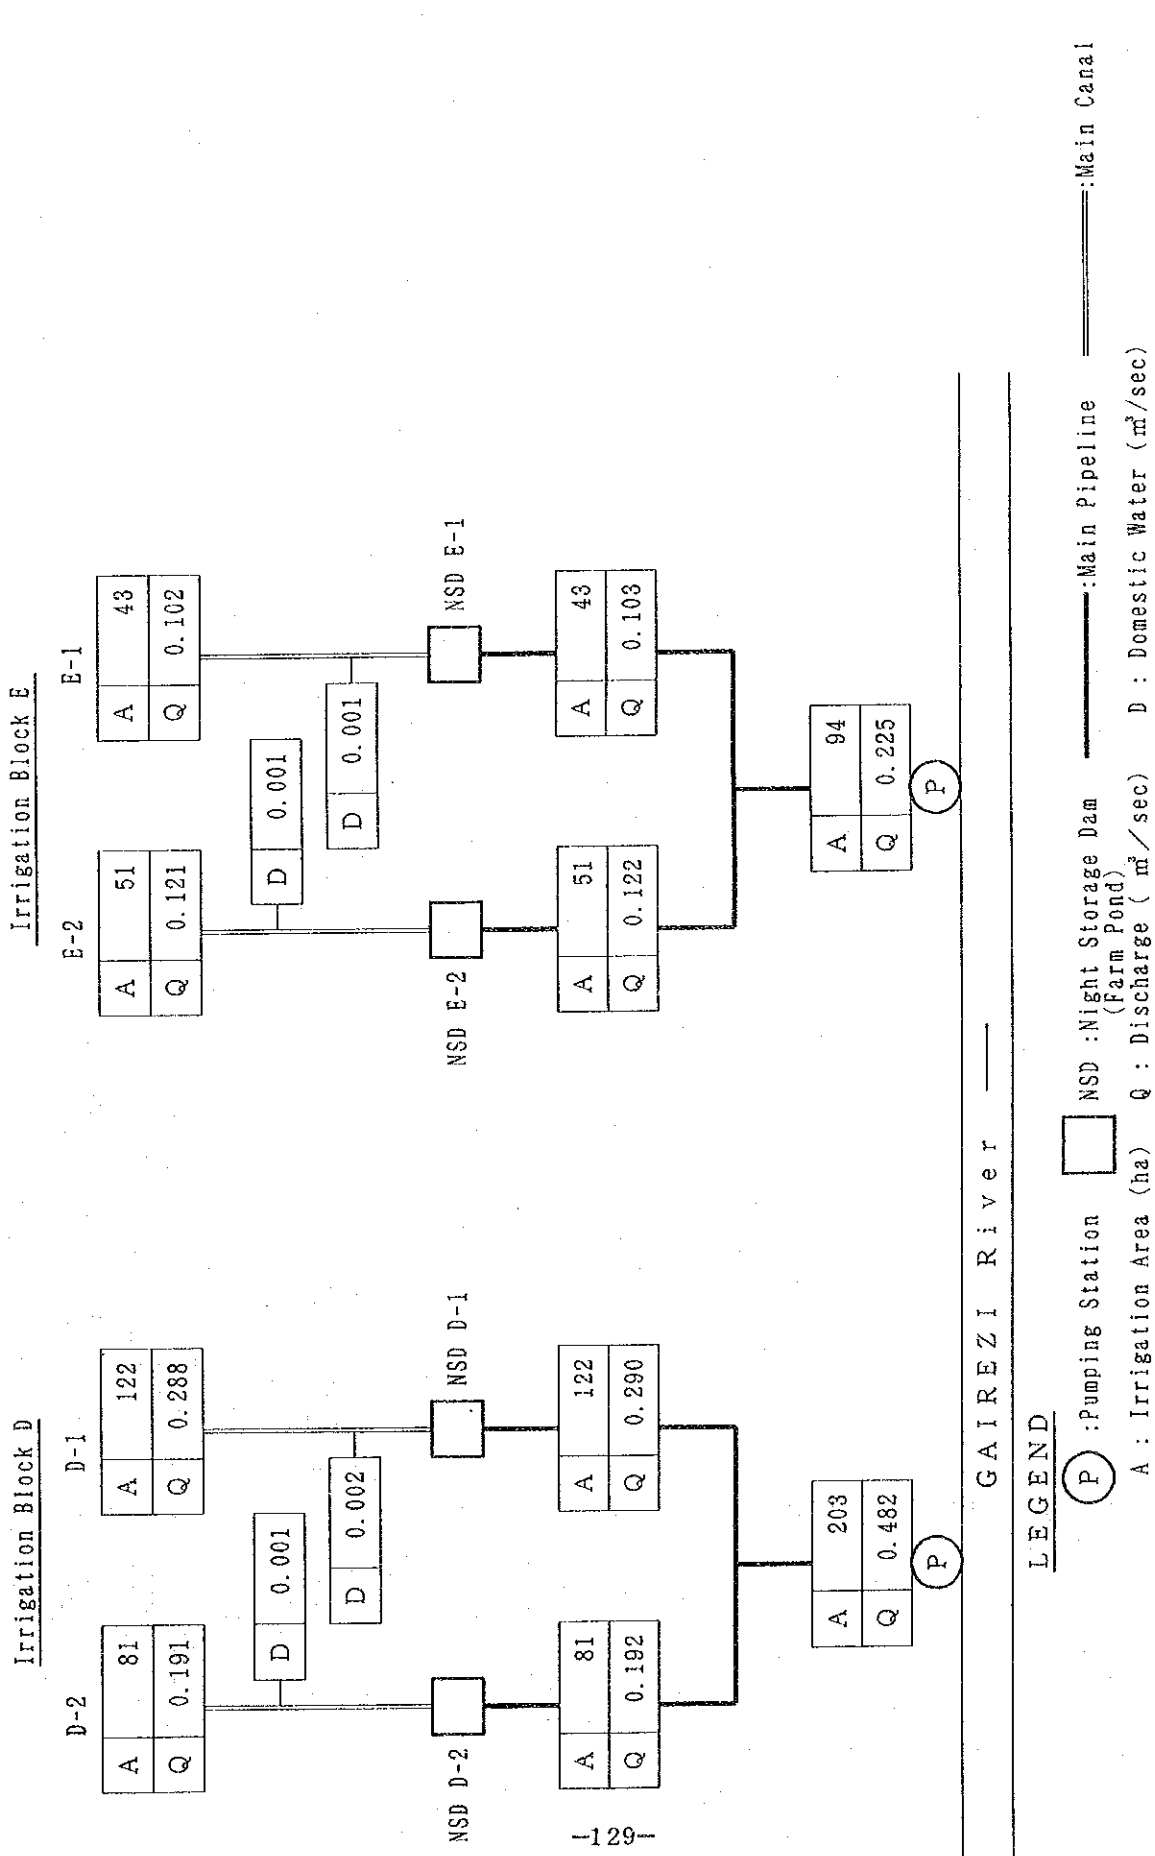 Irrigation Block D
Irrigation Block E
D-2
D-1
E-2
E-1
A 81
Q 0.191
A 122
Q 0.288
A 51
Q 0.121
A 43
Q 0.102
D 0.001
D 0.002
D 0.001
D 0.001
NSD D-2
NSD D-1
NSD E-2
NSD E-1
A 81
Q 0.192
A 122
Q 0.290
A 51
Q 0.122
A 43
Q 0.103
A 203
Q 0.482
A 94
Q 0.225
P
P
GAIREZI River
LEGEND
P :Pumping Station
NSD :Night Storage Dam
(Farm Pond)
:Main Pipeline
:Main Canal
A : Irrigation Area (ha) Q : Discharge ( m³/sec) D : Domestic Water (m³/sec)
-129-